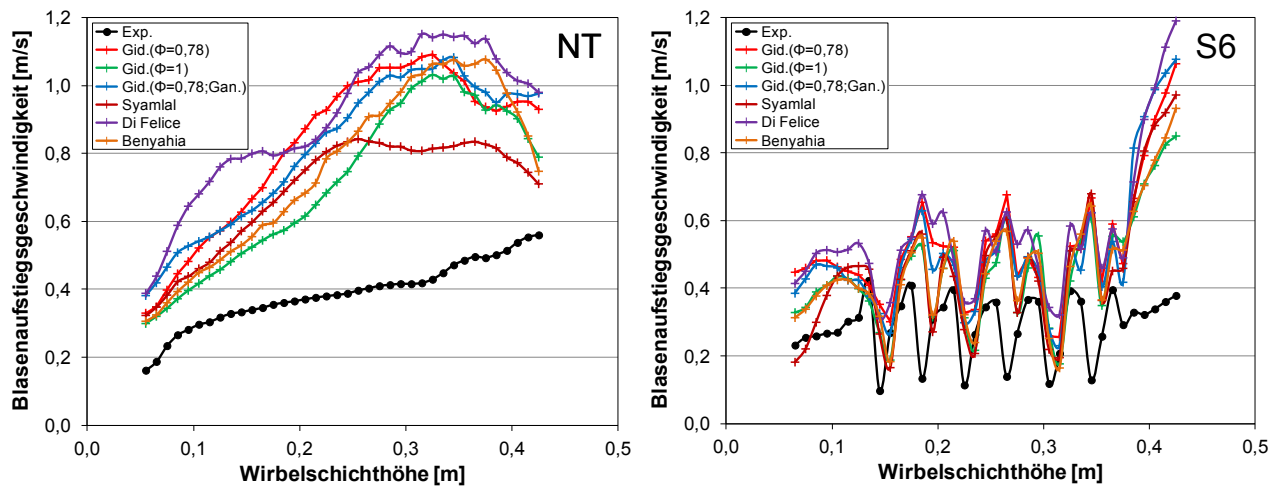 Blasenaufstiegsgeschwindigkeit [m/s]
1,2
1,0
0,8
0,6
0,4
0,2
0,0
Exp.
Gid.(Φ=0,78)
Gid.(Φ=1)
Gid.(Φ=0,78;Gan.)
Syamlal
Di Felice
Benyahia
NT
0,0 0,1 0,2 0,3 0,4 0,5
Wirbelschichthöhe [m]
Blasenaufstiegsgeschwindigkeit [m/s]
1,2
1,0
0,8
0,6
0,4
0,2
0,0
Exp.
Gid.(Φ=0,78)
Gid.(Φ=1)
Gid.(Φ=0,78;Gan.)
Syamlal
Di Felice
Benyahia
S6
0,0 0,1 0,2 0,3 0,4 0,5
Wirbelschichthöhe [m]